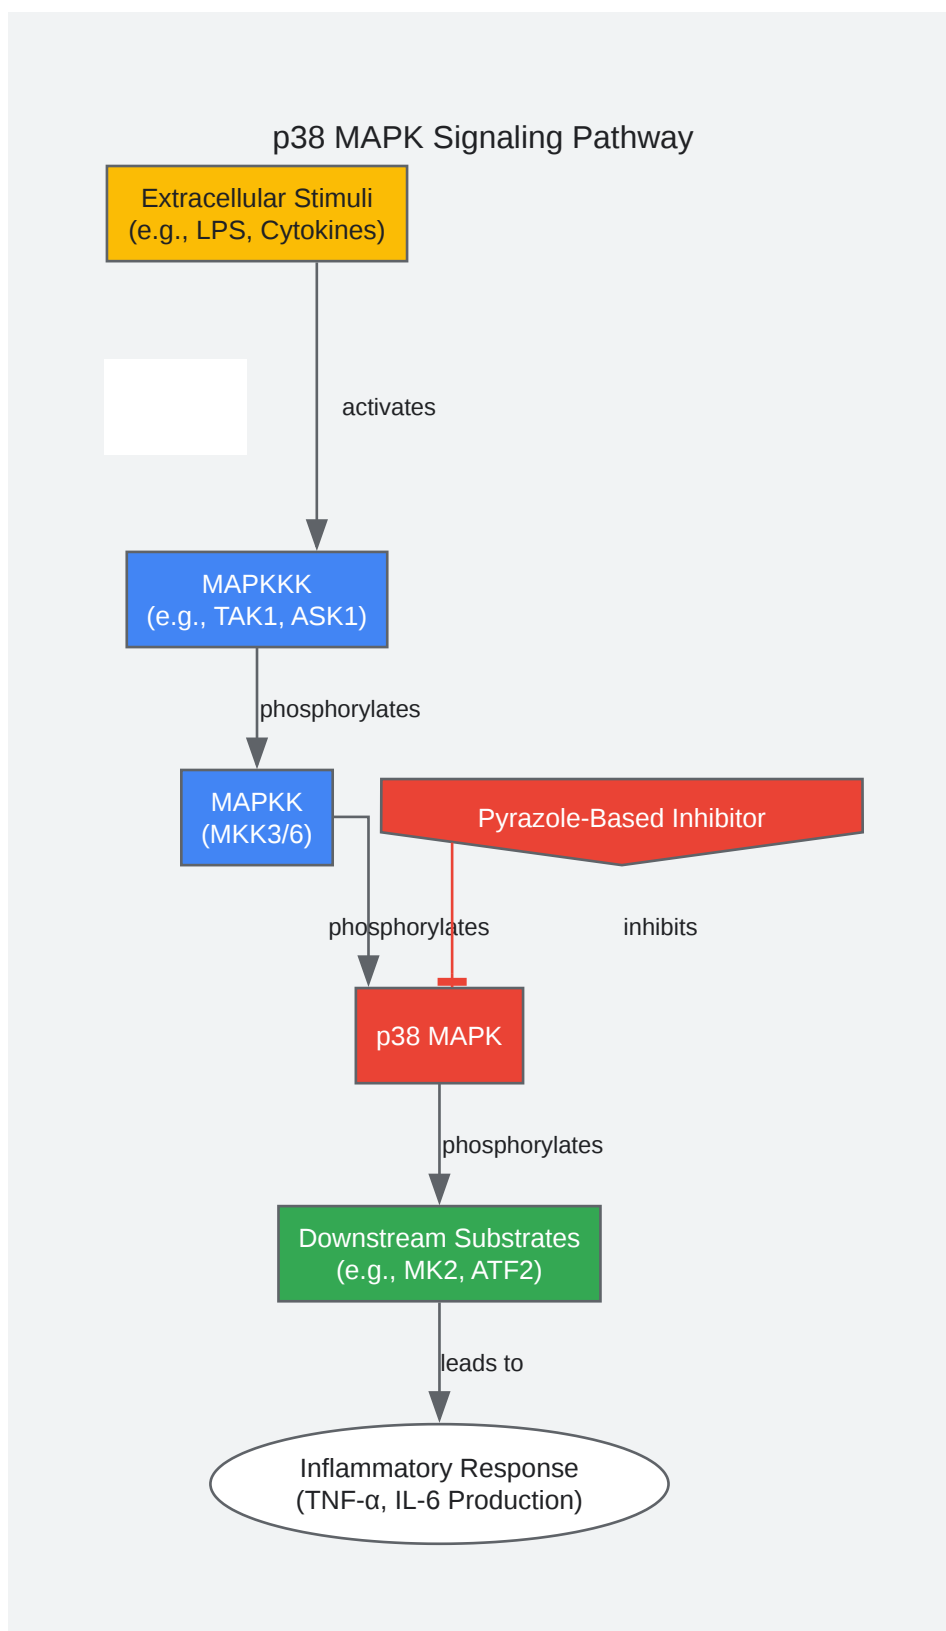 p38 MAPK Signaling Pathway
Extracellular Stimuli
(e.g., LPS, Cytokines)
activates
MAPKKK
(e.g., TAK1, ASK1)
phosphorylates
MAPKK
(MKK3/6)
Pyrazole-Based Inhibitor
phosphorylates
inhibits
p38 MAPK
phosphorylates
Downstream Substrates
(e.g., MK2, ATF2)
leads to
Inflammatory Response
(TNF-α, IL-6 Production)